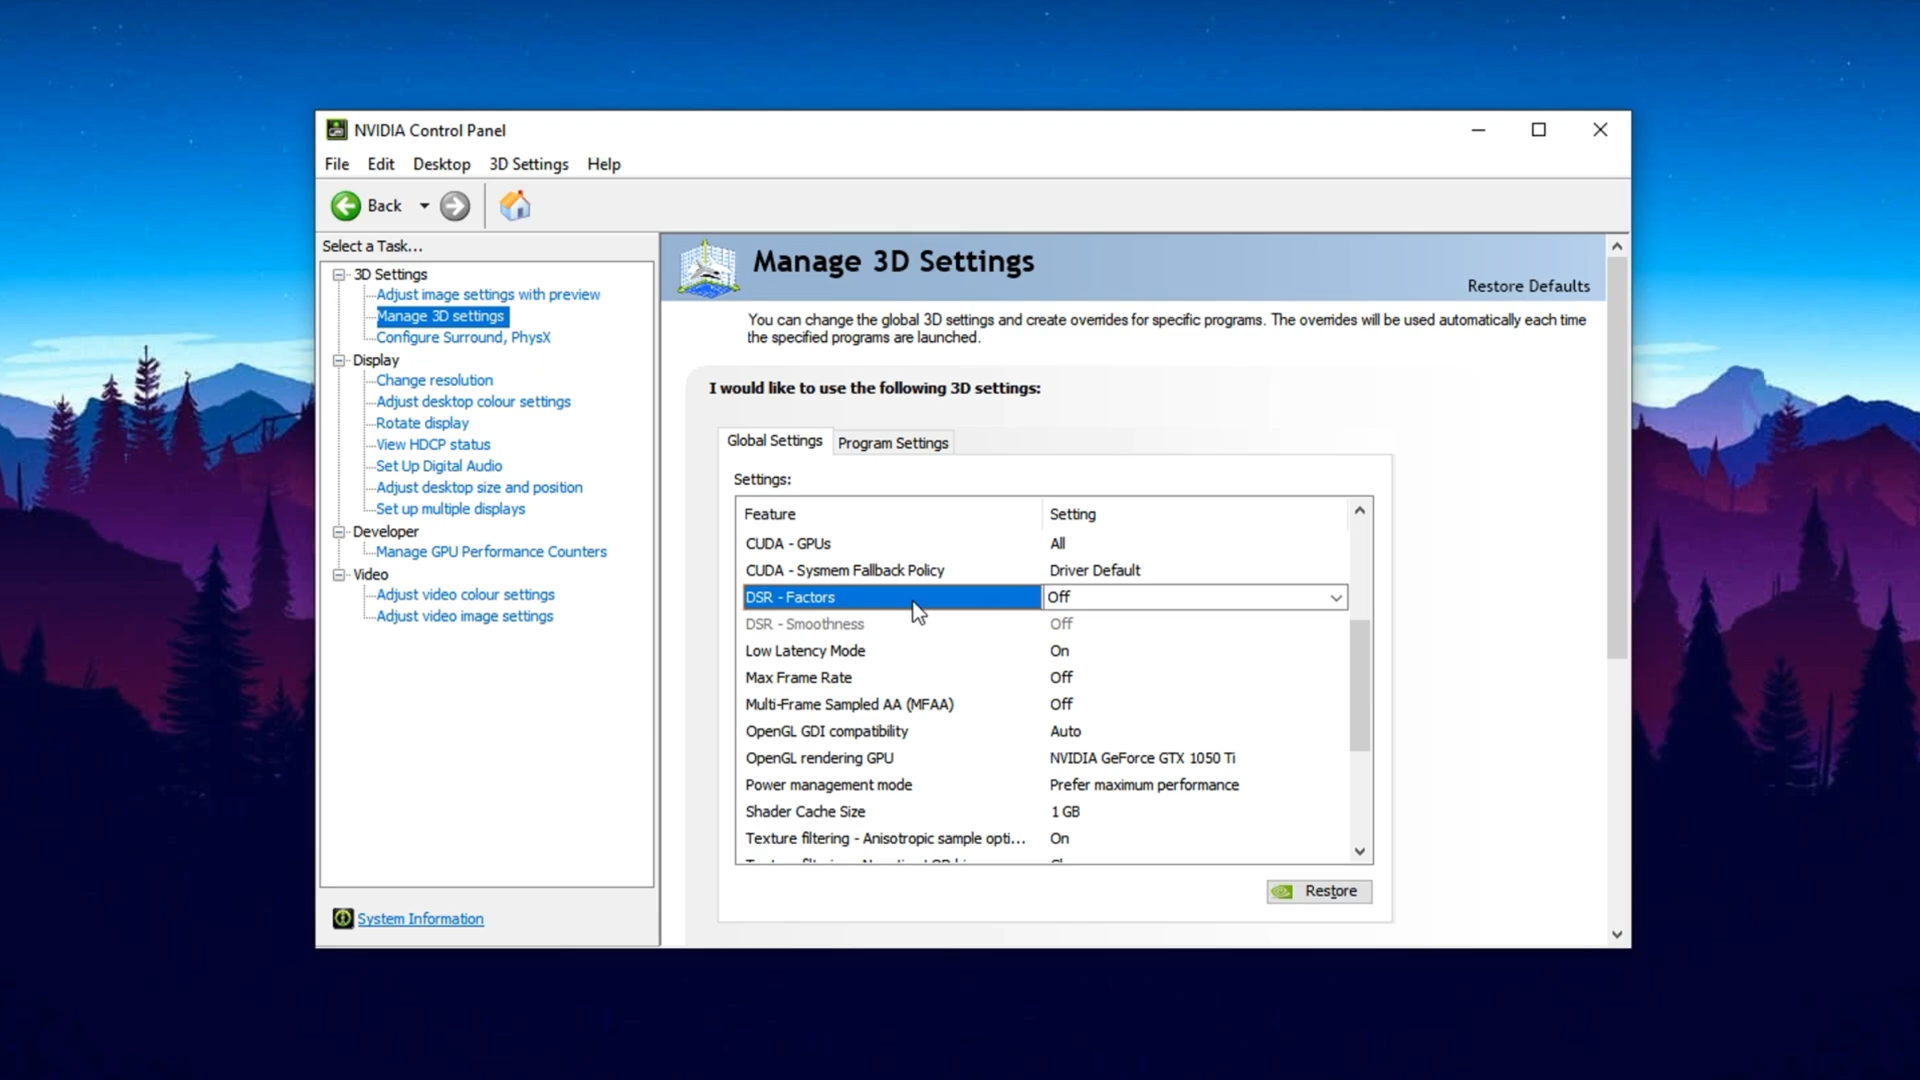 NVIDIA Control Panel
File Edit Desktop 3D Settings Help
Back
Select a Task...
3D Settings
Adjust image settings with preview
Manage 3D settings
Configure Surround, PhysX
Display
Change resolution
Adjust desktop colour settings
Rotate display
View HDCP status
Set Up Digital Audio
Adjust desktop size and position
Set up multiple displays
Developer
Manage GPU Performance Counters
Video
Adjust video colour settings
Adjust video image settings
System Information
Manage 3D Settings
Restore Defaults
You can change the global 3D settings and create overrides for specific programs. The overrides will be used automatically each time
the specified programs are launched.
I would like to use the following 3D settings:
Global Settings Program Settings
Settings:
Feature Setting
CUDA - GPUs All
CUDA - Sysmem Fallback Policy Driver Default
DSR - Factors Off
DSR - Smoothness Off
Low Latency Mode On
Max Frame Rate Off
Multi-Frame Sampled AA (MFAA) Off
OpenGL GDI compatibility Auto
OpenGL rendering GPU NVIDIA GeForce GTX 1050 Ti
Power management mode Prefer maximum performance
Shader Cache Size 1 GB
Texture filtering - Anisotropic sample opti... On
Restore